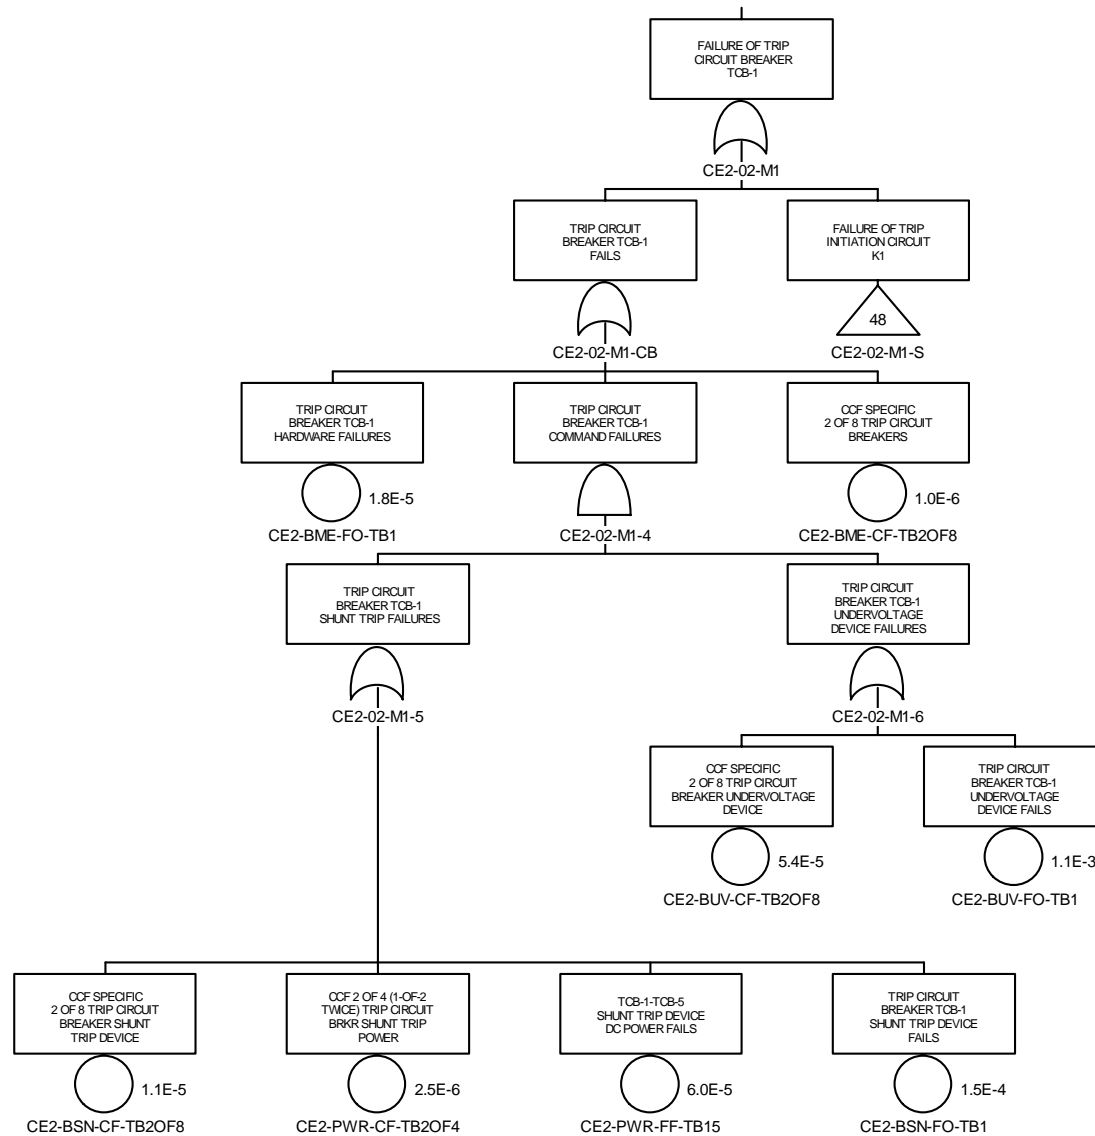 FAILURE OF TRIP
CIRCUIT BREAKER
TCB-1
CE2-02-M1
TRIP CIRCUIT
BREAKER TCB-1
FAILS
CE2-02-M1-CB
FAILURE OF TRIP
INITIATION CIRCUIT
K1
48
CE2-02-M1-S
TRIP CIRCUIT
BREAKER TCB-1
HARDWARE FAILURES
1.8E-5
CE2-BME-FO-TB1
TRIP CIRCUIT
BREAKER TCB-1
COMMAND FAILURES
CE2-02-M1-4
CCF SPECIFIC
2 OF 8 TRIP CIRCUIT
BREAKERS
1.0E-6
CE2-BME-CF-TB2OF8
TRIP CIRCUIT
BREAKER TCB-1
SHUNT TRIP FAILURES
CE2-02-M1-5
TRIP CIRCUIT
BREAKER TCB-1
UNDERVOLTAGE
DEVICE FAILURES
CE2-02-M1-6
CCF SPECIFIC
2 OF 8 TRIP CIRCUIT
BREAKER UNDERVOLTAGE
DEVICE
5.4E-5
CE2-BUV-CF-TB2OF8
TRIP CIRCUIT
BREAKER TCB-1
UNDERVOLTAGE
DEVICE FAILS
1.1E-3
CE2-BUV-FO-TB1
CCF SPECIFIC
2 OF 8 TRIP CIRCUIT
BREAKER SHUNT
TRIP DEVICE
1.1E-5
CE2-BSN-CF-TB2OF8
CCF 2 OF 4 (1-OF-2
TWICE) TRIP CIRCUIT
BRKR SHUNT TRIP
POWER
2.5E-6
CE2-PWR-CF-TB2OF4
TCB-1-TCB-5
SHUNT TRIP DEVICE
DC POWER FAILS
6.0E-5
CE2-PWR-FF-TB15
TRIP CIRCUIT
BREAKER TCB-1
SHUNT TRIP DEVICE
FAILS
1.5E-4
CE2-BSN-FO-TB1